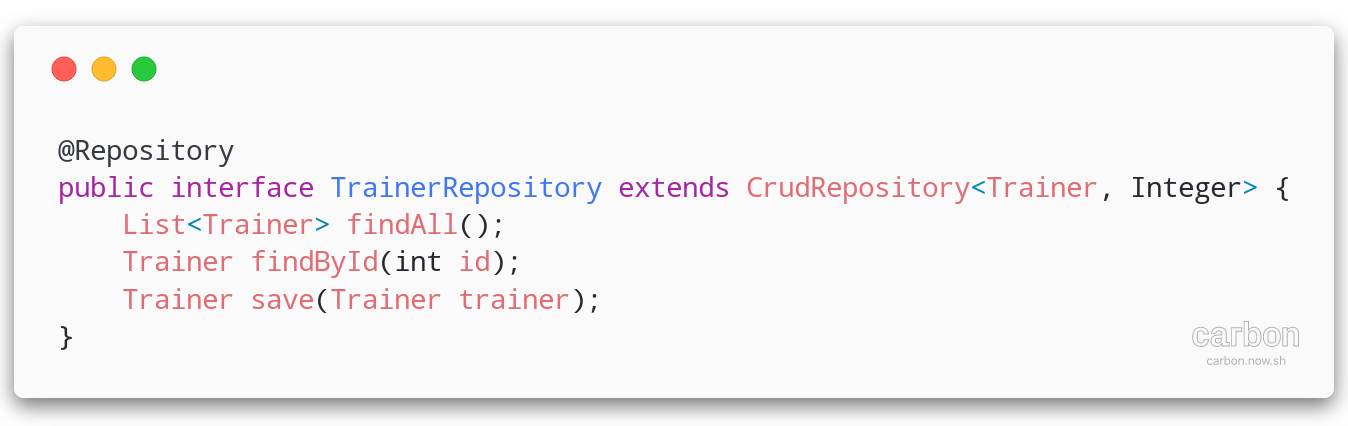 @Repository
public interface TrainerRepository extends CrudRepository<Trainer, Integer> {
    List<Trainer> findAll();
    Trainer findById(int id);
    Trainer save(Trainer trainer);
}
carbon
carbon.now.sh